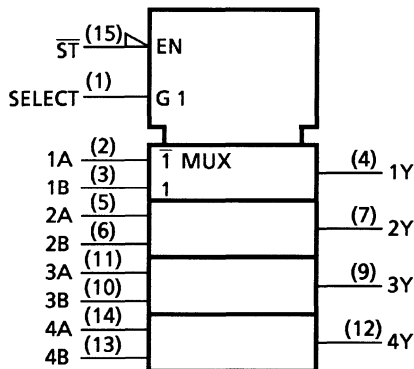 S̅T̅ (15) EN
SELECT (1) G 1
1A (2) 1̅ MUX (4) 1Y
1B (3) 1
2A (5) (7) 2Y
2B (6)
3A (11) (9) 3Y
3B (10)
4A (14) (12) 4Y
4B (13)